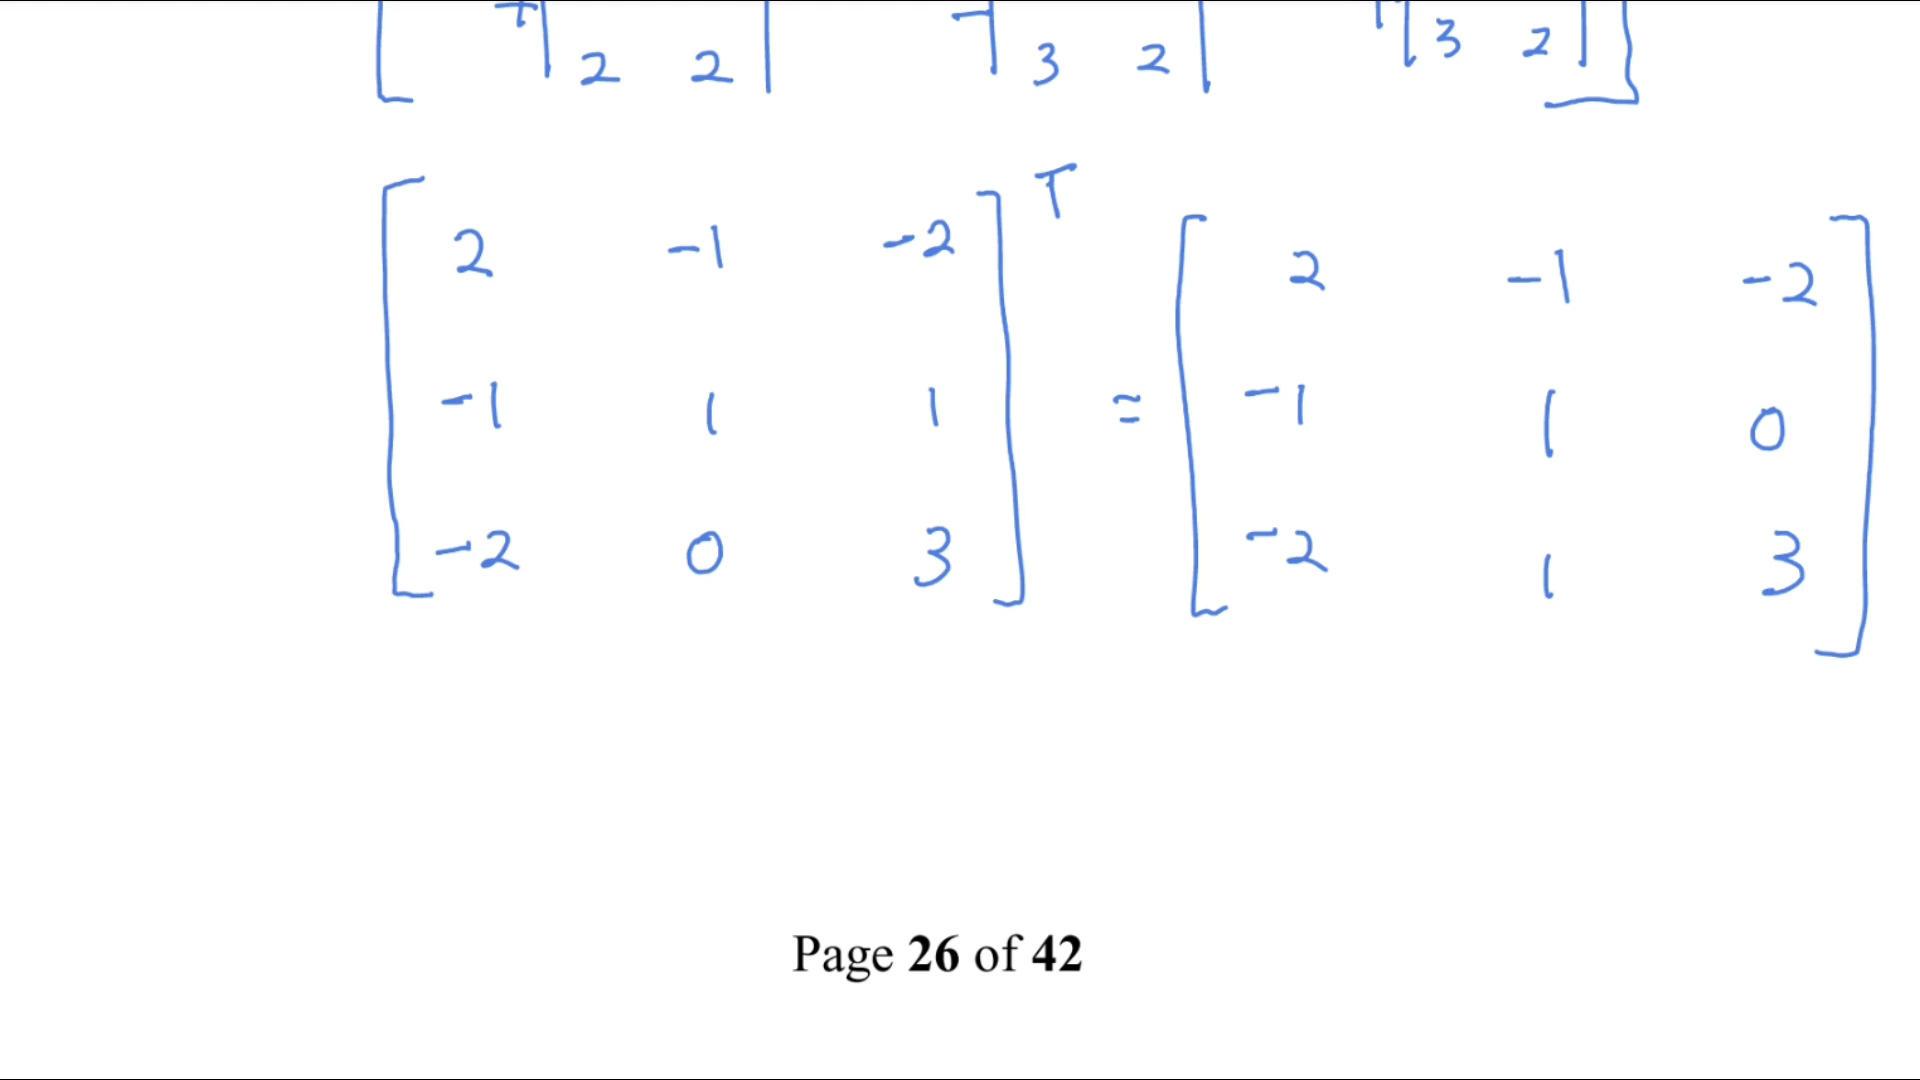 2 2 3 2 3 2
T
2 -1 -2 2 -1 -2
-1 1 1 = -1 1 0
-2 0 3 -2 1 3
Page 26 of 42